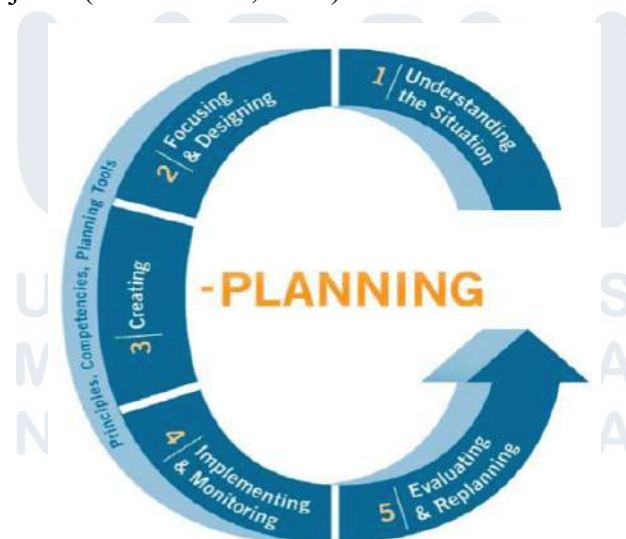 1 Understanding
the Situation
2 Focusing
& Designing
3 Creating
4 Implementing
& Monitoring
5 Evaluating
& Replanning
-PLANNING
Principles, Competencies, Planning Tools